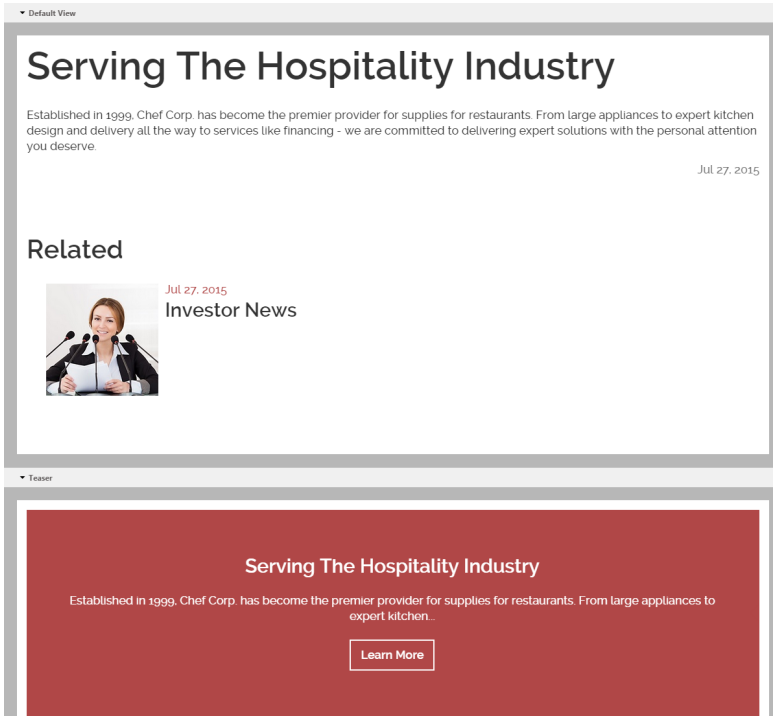 Default View
Serving The Hospitality Industry
Established in 1999, Chef Corp. has become the premier provider for supplies for restaurants. From large appliances to expert kitchen
design and delivery all the way to services like financing - we are committed to delivering expert solutions with the personal attention
you deserve.
Jul 27, 2015
Related
Jul 27, 2015
Investor News
Teaser
Serving The Hospitality Industry
Established in 1999, Chef Corp. has become the premier provider for supplies for restaurants. From large appliances to
expert kitchen...
Learn More